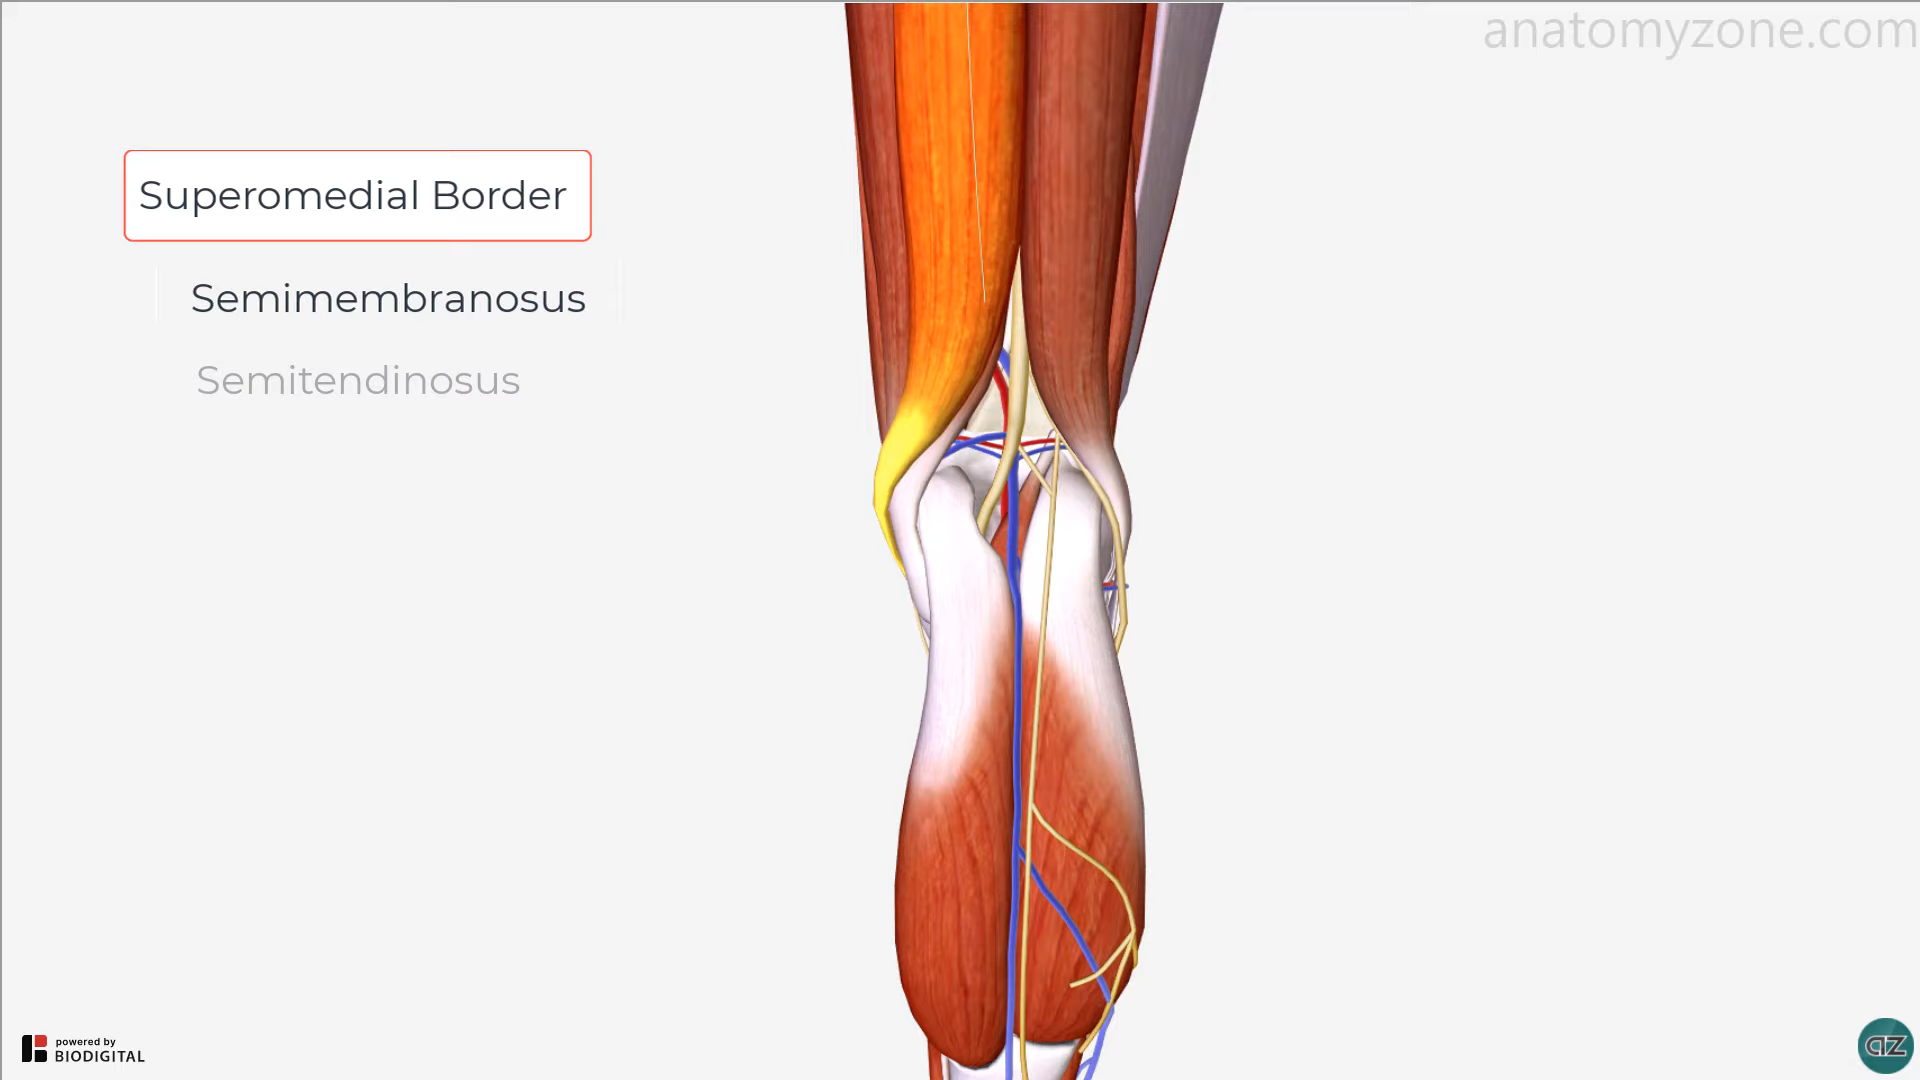 anatomyzone.com
Superomedial Border
Semimembranosus
Semitendinosus
powered by
BIODIGITAL
az